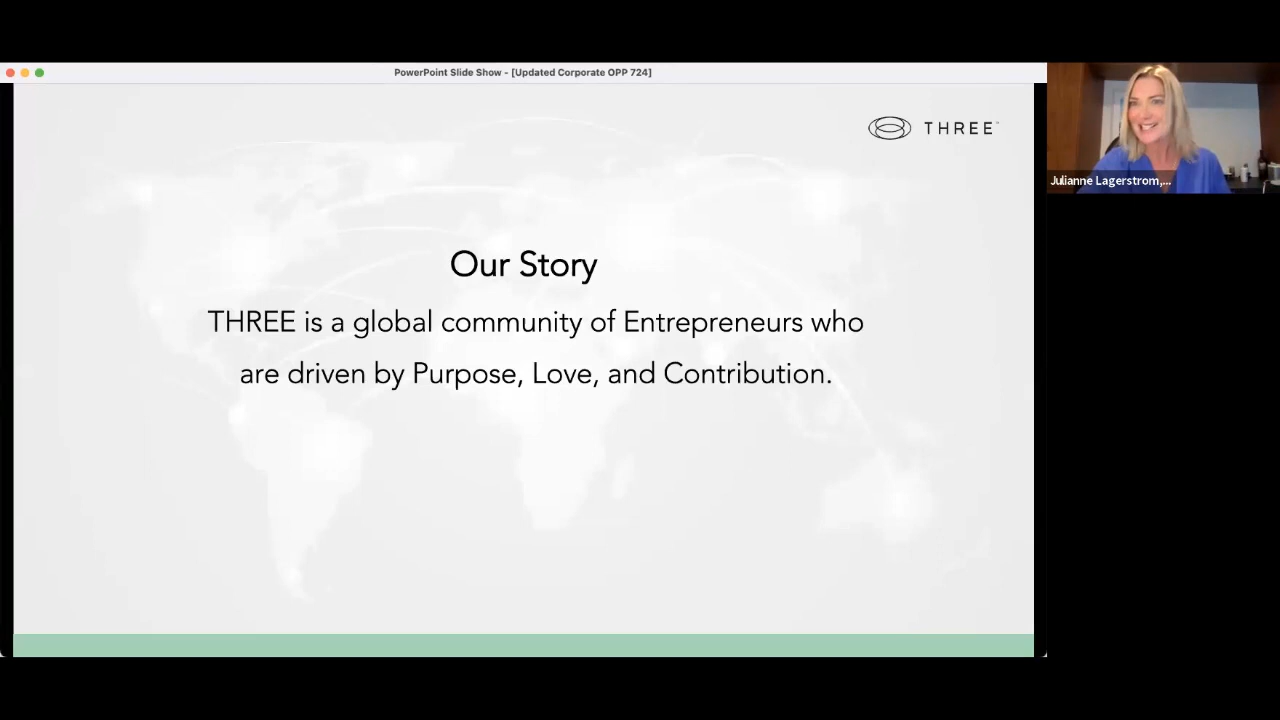 PowerPoint Slide Show - [Updated Corporate OPP 724]
THREE™
Julianne Lagerstrom,...
Our Story
THREE is a global community of Entrepreneurs who
are driven by Purpose, Love, and Contribution.